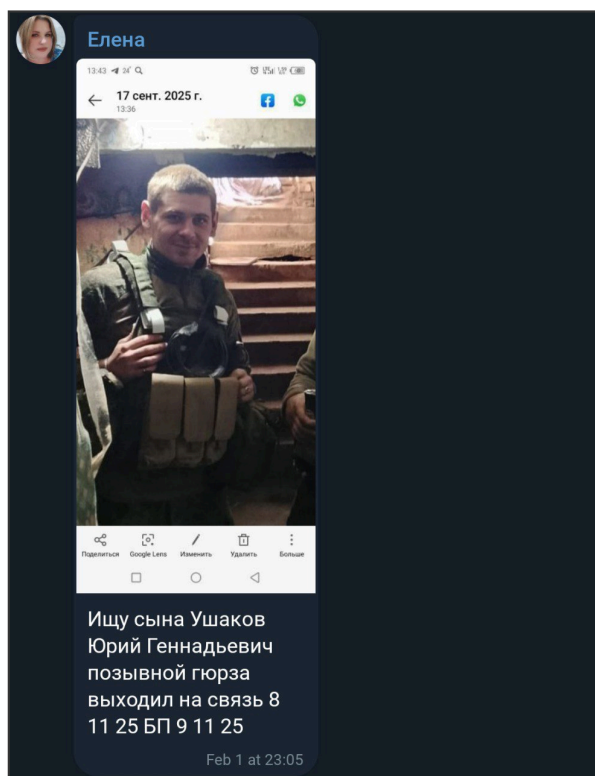 Елена
13:43 24°
17 сент. 2025 г.
13:36
Поделиться Google Lens Изменить Удалить Больше
Ищу сына Ушаков
Юрий Геннадьевич
позывной гюрза
выходил на связь 8
11 25 БП 9 11 25
Feb 1 at 23:05